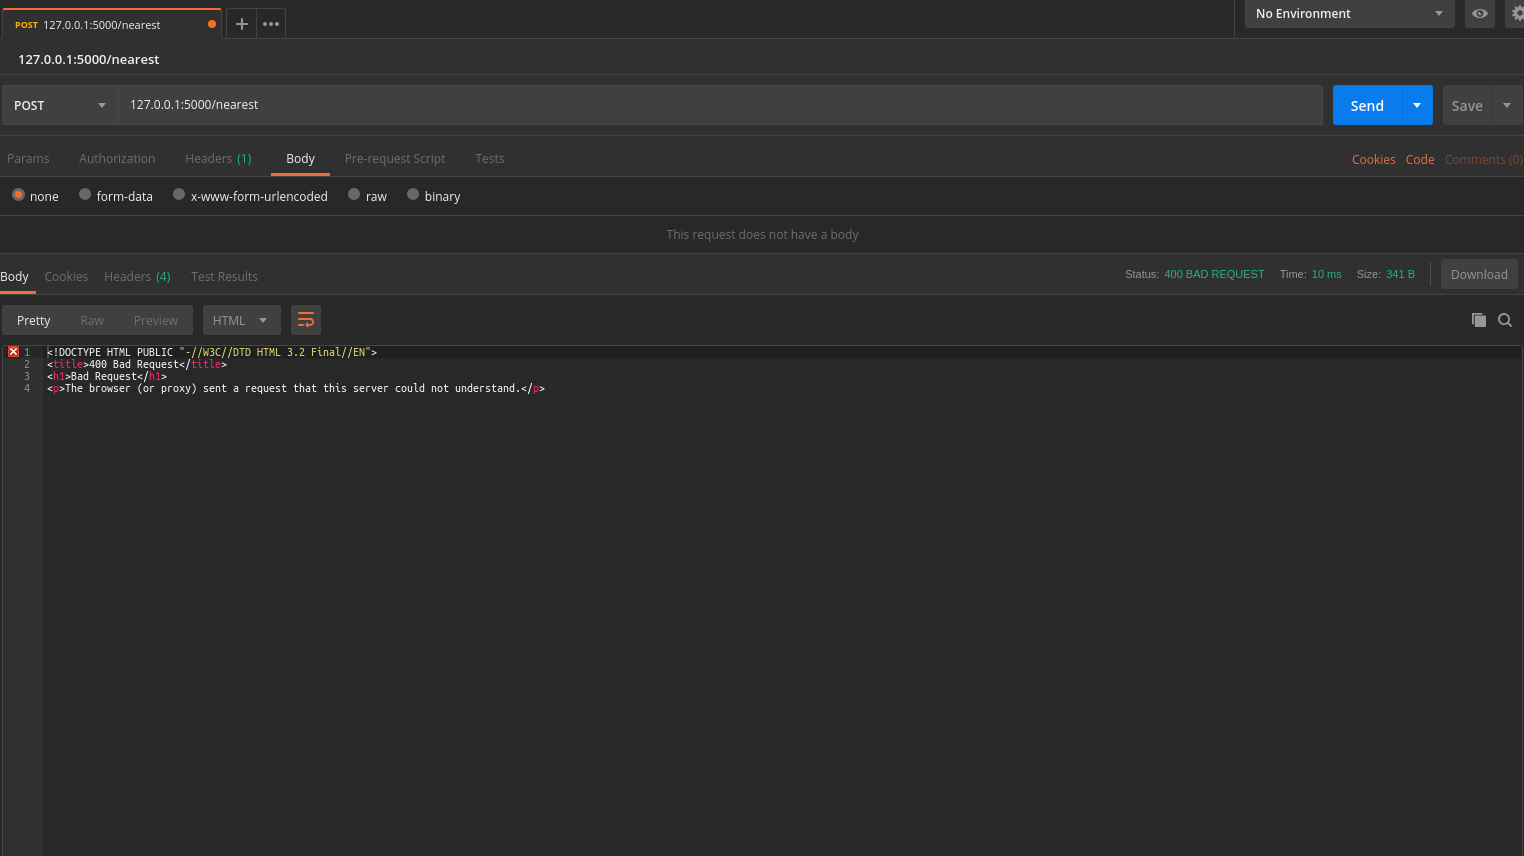 POST 127.0.0.1:5000/nearest
No Environment
127.0.0.1:5000/nearest
POST 127.0.0.1:5000/nearest Send Save
Params Authorization Headers (1) Body Pre-request Script Tests Cookies Code Comments (0)
none form-data x-www-form-urlencoded raw binary
This request does not have a body
Body Cookies Headers (4) Test Results Status: 400 BAD REQUEST Time: 10 ms Size: 341 B Download
Pretty Raw Preview HTML
1 <!DOCTYPE HTML PUBLIC "-//W3C//DTD HTML 3.2 Final//EN">
2 <title>400 Bad Request</title>
3 <h1>Bad Request</h1>
4 <p>The browser (or proxy) sent a request that this server could not understand.</p>